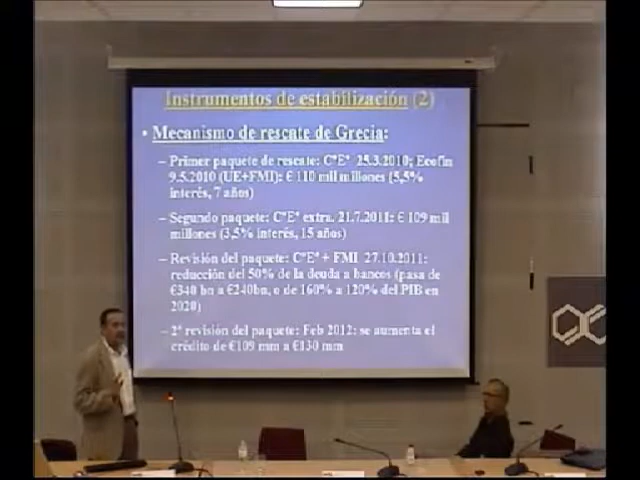 Instrumentos de estabilización (2)
• Mecanismo de rescate de Grecia:
– Primer paquete de rescate: CºEº 25.3.2010; Ecofin
9.5.2010 (UE+FMI): € 110 mil millones (5,5%
interés, 7 años)
– Segundo paquete: CºEº extra. 21.7.2011: € 109 mil
millones (3,5% interés, 15 años)
– Revisión del paquete: CºEº + FMI 27.10.2011:
reducción del 50% de la deuda a bancos (pasa de
€340 bn a €240bn, o de 160% a 120% del PIB en
2020)
– 2ª revisión del paquete: Feb 2012: se aumenta el
crédito de €109 mm a €130 mm